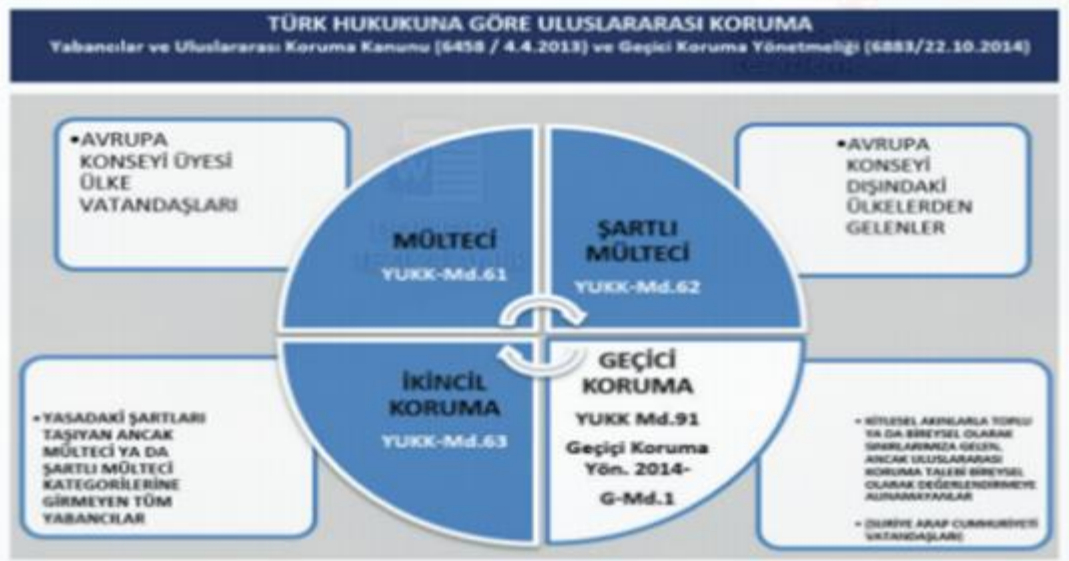 TÜRK HUKUKUNA GÖRE ULUSLARARASI KORUMA
Yabancılar ve Uluslararası Koruma Kanunu (6458 / 4.4.2013) ve Geçici Koruma Yönetmeliği (6883/22.10.2014)
•AVRUPA
KONSEYİ ÜYESİ
ÜLKE
VATANDAŞLARI
MÜLTECİ
YUKK-Md.61
ŞARTLI
MÜLTECİ
YUKK-Md.62
•AVRUPA
KONSEYİ
DIŞINDAKİ
ÜLKELERDEN
GELENLER
• YASADAKİ ŞARTLARI
TAŞIYAN ANCAK
MÜLTECİ YA DA
ŞARTLI MÜLTECİ
KATEGORİLERİNE
GİRMEYEN TÜM
YABANCILAR
İKİNCİL
KORUMA
YUKK-Md.63
GEÇİCİ
KORUMA
YUKK Md.91
Geçiçi Koruma
Yön. 2014-
G-Md.1
• KİTLESEL AKINLARLA TOPLU
YA DA BİREYSEL OLARAK
SINIRLARIMIZA GELEN,
ANCAK ULUSLARARASI
KORUMA TALEBİ BİREYSEL
OLARAK DEĞERLENDİRMEYE
ALINAMAYANLAR
• (SURİYE ARAP CUMHURİYETİ
VATANDAŞLARI)